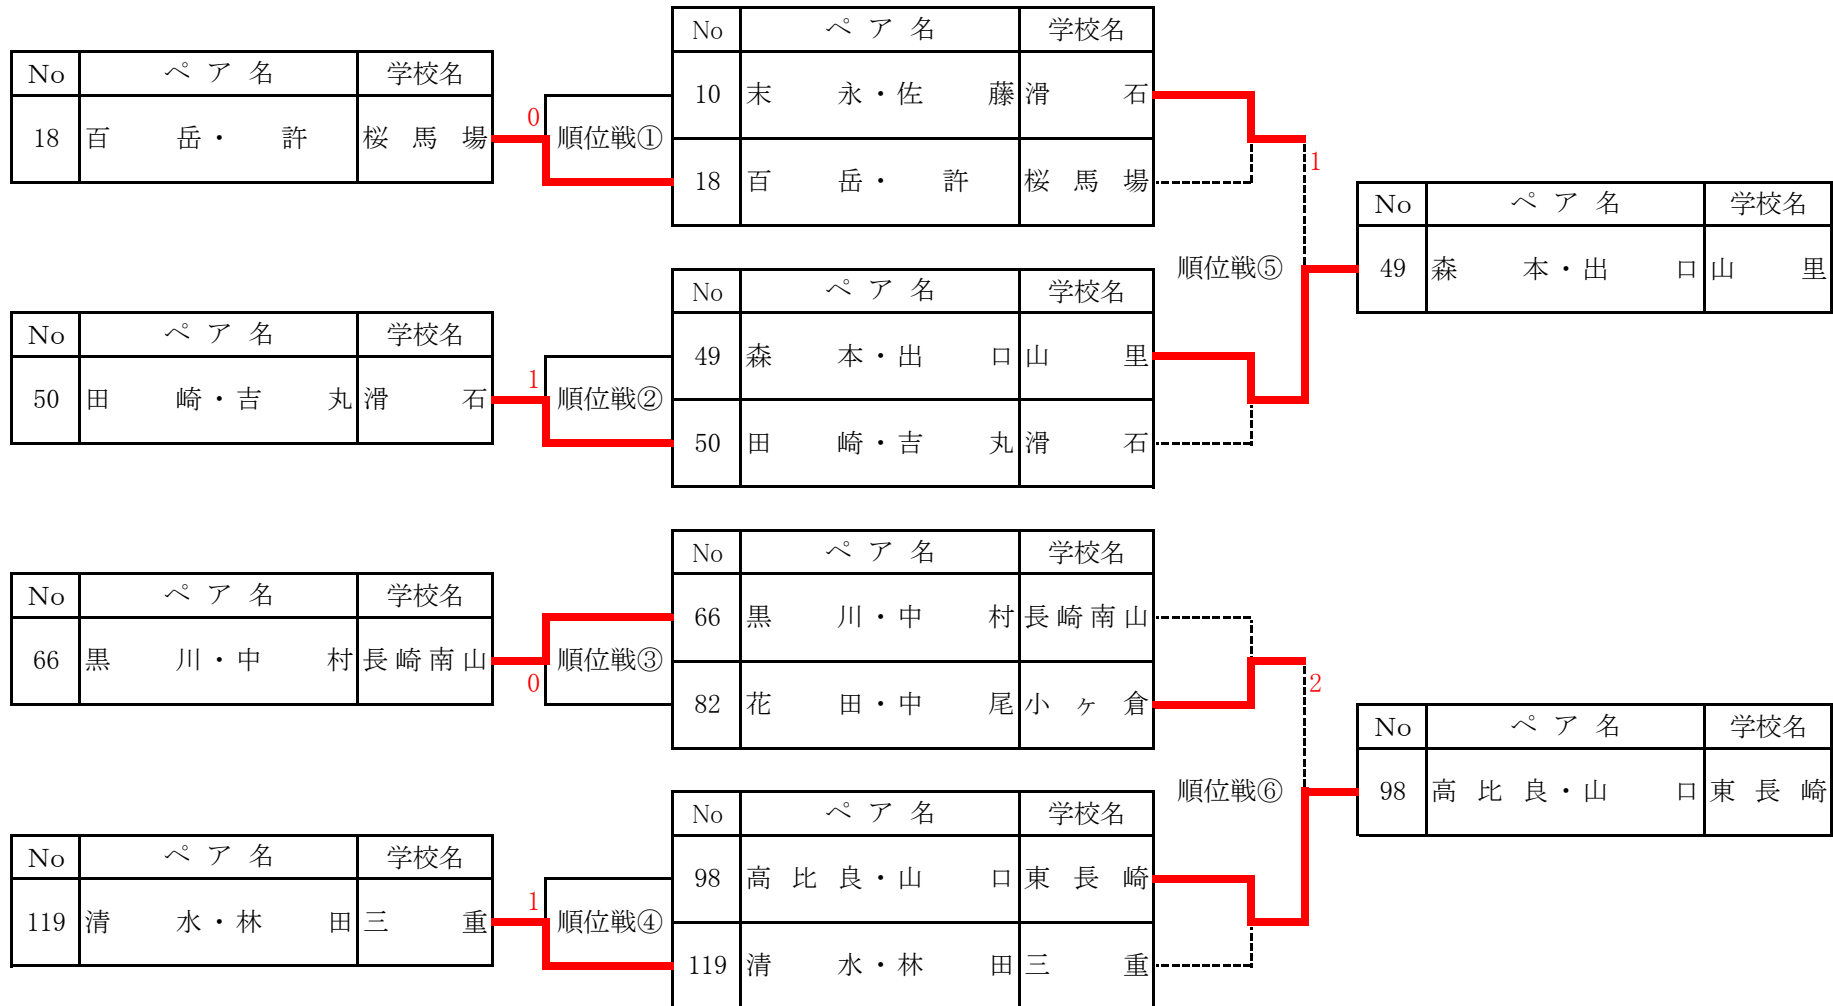 No ペア名 学校名
18 百岳・許 桜馬場
0
順位戦①
No ペア名 学校名
10 末永・佐藤 滑石
18 百岳・許 桜馬場
1
No ペア名 学校名
50 田崎・吉丸 滑石
1
順位戦②
No ペア名 学校名
49 森本・出口 山里
50 田崎・吉丸 滑石
順位戦⑤
No ペア名 学校名
49 森本・出口 山里
No ペア名 学校名
66 黒川・中村 長崎南山
0
順位戦③
No ペア名 学校名
66 黒川・中村 長崎南山
82 花田・中尾 小ヶ倉
2
No ペア名 学校名
119 清水・林田 三重
1
順位戦④
No ペア名 学校名
98 高比良・山口 東長崎
119 清水・林田 三重
順位戦⑥
No ペア名 学校名
98 高比良・山口 東長崎